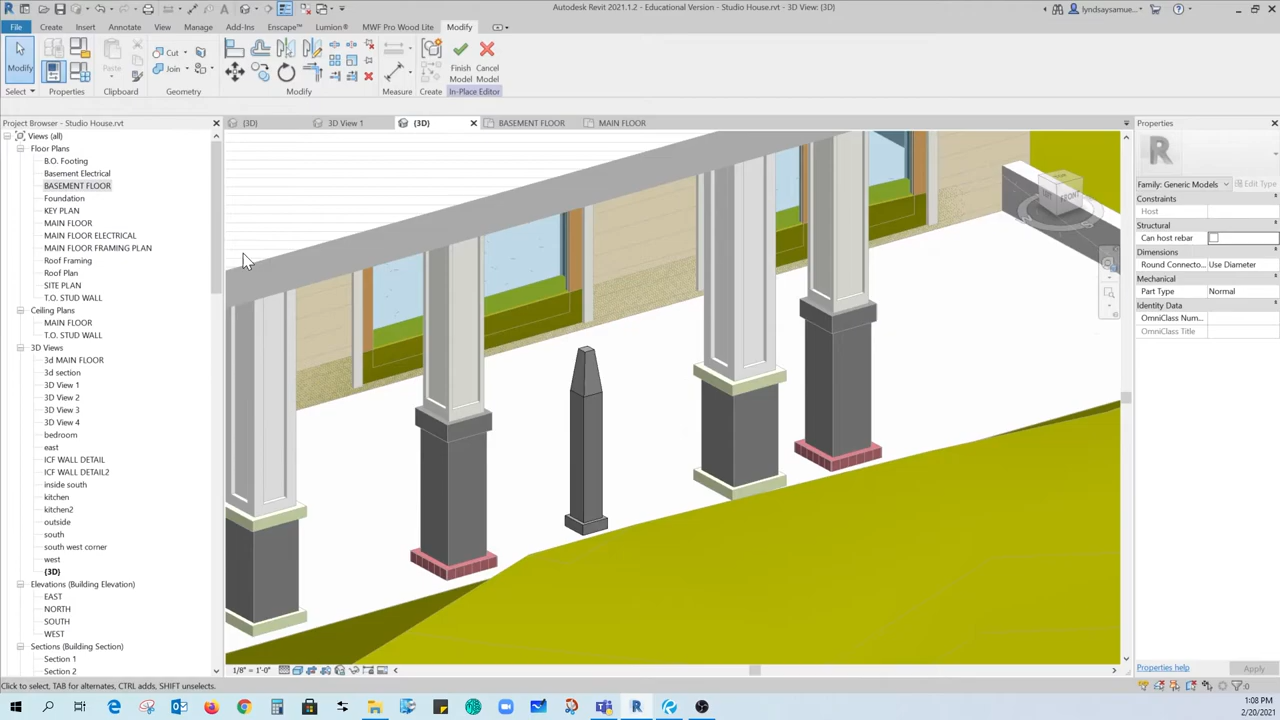 Autodesk Revit 2021.1.2 - Educational Version - Studio House.rvt - 3D View: {3D}
lyndsaysamue...
File Create Insert Annotate View Manage Add-Ins Enscape™ Lumion® MWF Pro Wood Lite Modify
Modify
Paste
Cut
Join
Finish Model
Cancel Model
Select Properties Clipboard Geometry Modify Measure Create In-Place Editor
Project Browser - Studio House.rvt
{3D} 3D View 1 {3D} BASEMENT FLOOR MAIN FLOOR
Views (all)
Floor Plans
B.O. Footing
Basement Electrical
BASEMENT FLOOR
Foundation
KEY PLAN
MAIN FLOOR
MAIN FLOOR ELECTRICAL
MAIN FLOOR FRAMING PLAN
Roof Framing
Roof Plan
SITE PLAN
T.O. STUD WALL
Ceiling Plans
MAIN FLOOR
T.O. STUD WALL
3D Views
3d MAIN FLOOR
3d section
3D View 1
3D View 2
3D View 3
3D View 4
bedroom
east
ICF WALL DETAIL
ICF WALL DETAIL2
inside south
kitchen
kitchen2
outside
south
south west corner
west
{3D}
Elevations (Building Elevation)
EAST
NORTH
SOUTH
WEST
Sections (Building Section)
Section 1
Section 2
FRONT
Properties
Family: Generic Models
Edit Type
Constraints
Host
Structural
Can host rebar
Dimensions
Round Connecto... Use Diameter
Mechanical
Part Type Normal
Identity Data
OmniClass Num...
OmniClass Title
Properties help
Apply
1/8" = 1'-0"
Click to select, TAB for alternates, CTRL adds, SHIFT unselects.
:0
1:08 PM
2/20/2021